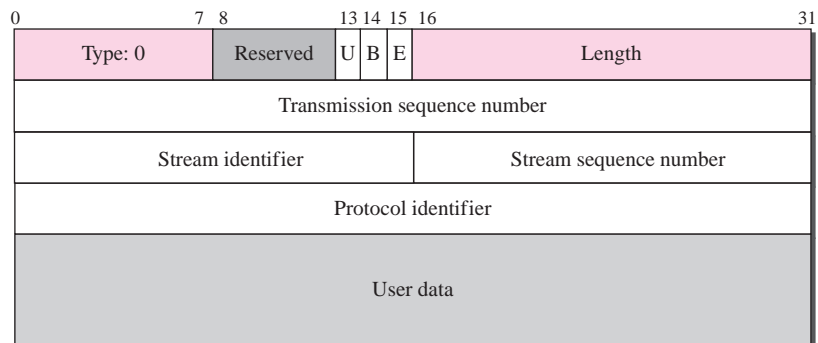 0 7 8 13 14 15 16 31
Type: 0 Reserved U B E Length
Transmission sequence number
Stream identifier Stream sequence number
Protocol identifier
User data